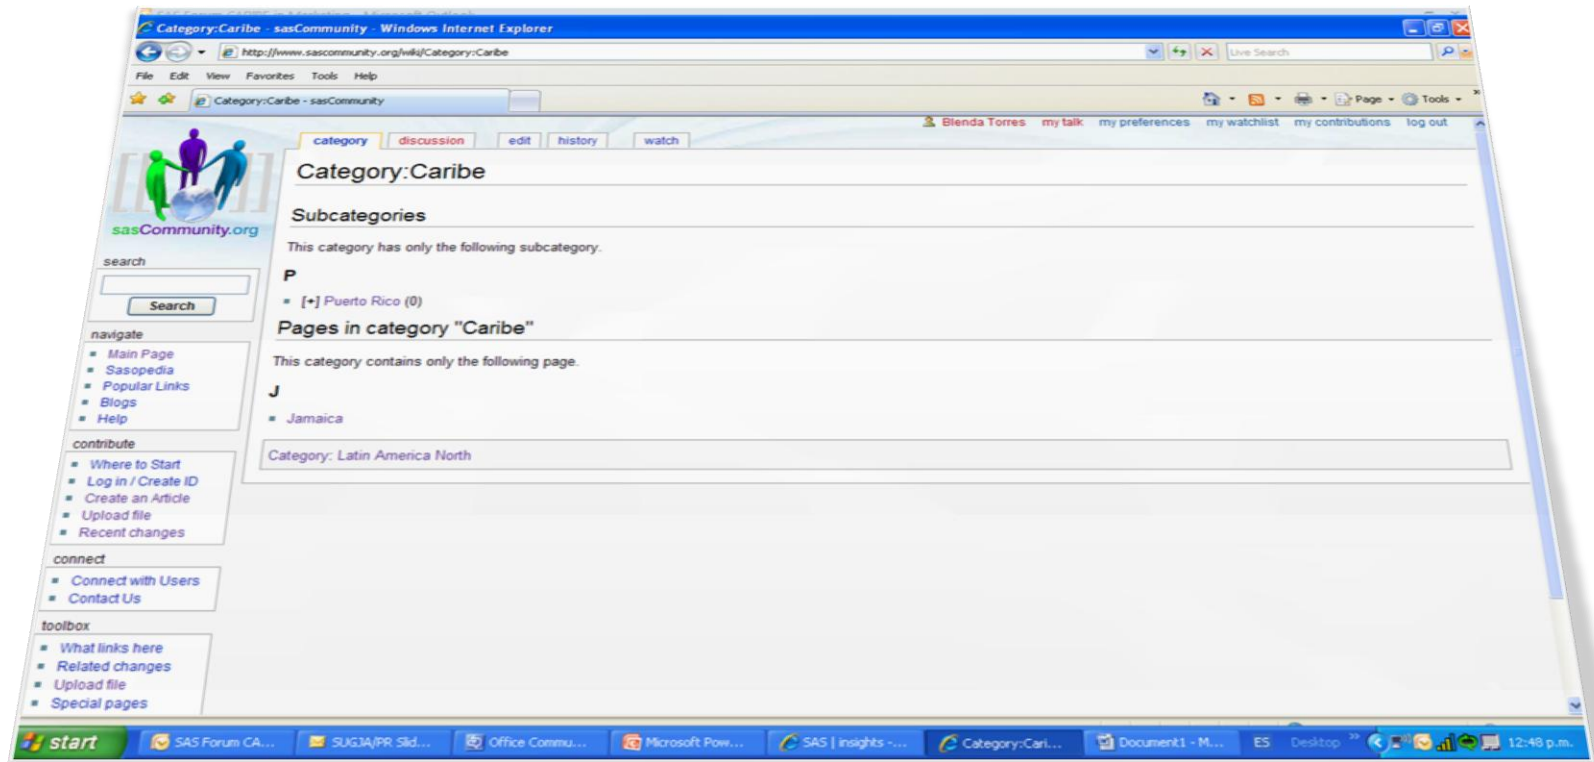 Category:Caribe - sasCommunity - Windows Internet Explorer
http://www.sascommunity.org/wiki/Category:Caribe
Live Search
File Edit View Favorites Tools Help
Category:Caribe - sasCommunity
Page Tools
Blenda Torres my talk my preferences my watchlist my contributions log out
category discussion edit history watch
sasCommunity.org
Category:Caribe
Subcategories
This category has only the following subcategory.
P
[+] Puerto Rico (0)
Pages in category "Caribe"
This category contains only the following page.
J
Jamaica
Category: Latin America North
search
Search
navigate
Main Page
Sasopedia
Popular Links
Blogs
Help
contribute
Where to Start
Log in / Create ID
Create an Article
Upload file
Recent changes
connect
Connect with Users
Contact Us
toolbox
What links here
Related changes
Upload file
Special pages
start SAS Forum CA... SUGJA/PR Slid... Office Commu... Microsoft Pow... SAS | insights -... Category:Cari... Document1 - M... ES Desktop 12:48 p.m.